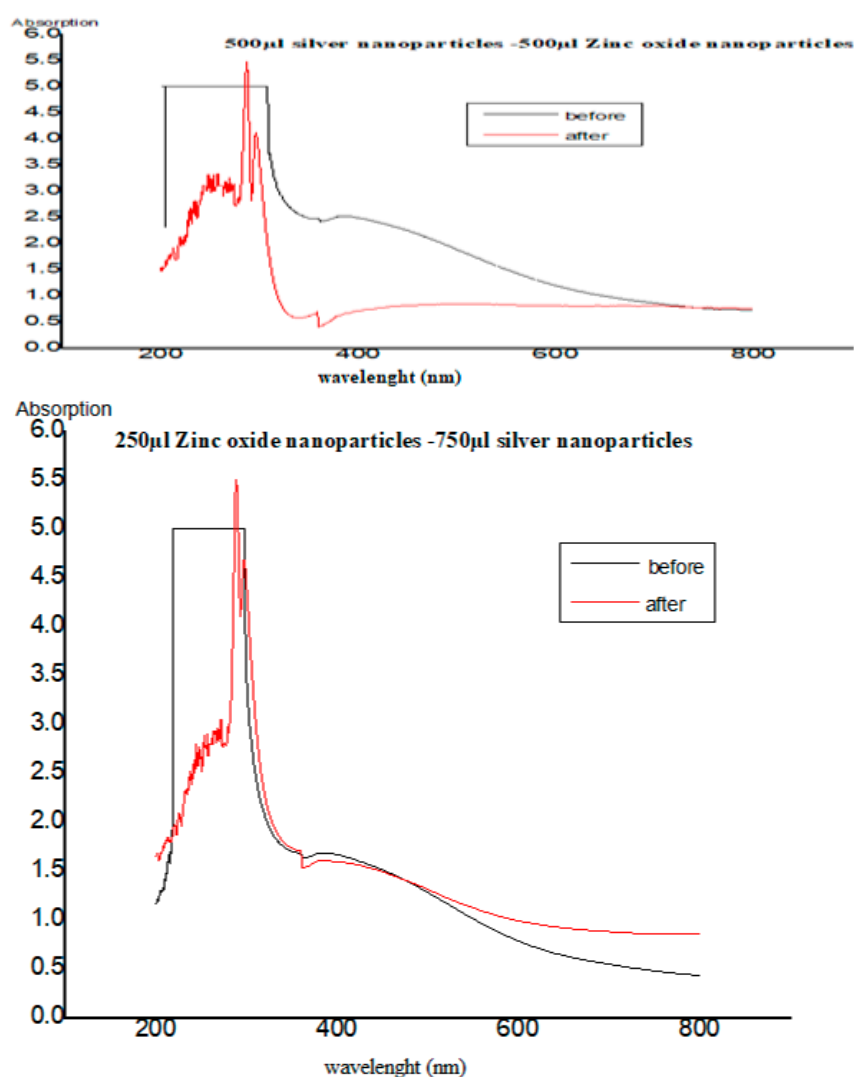 Absorption
6.0
500µl silver nanoparticles -500µl Zinc oxide nanoparticles
5.5
5.0
4.5
before
4.0
after
3.5
3.0
2.5
2.0
1.5
1.0
0.5
0.0
200 400 600 800
wavelenght (nm)
Absorption
6.0
250µl Zinc oxide nanoparticles -750µl silver nanoparticles
5.5
5.0
before
4.5
after
4.0
3.5
3.0
2.5
2.0
1.5
1.0
0.5
0.0
200 400 600 800
wavelenght (nm)